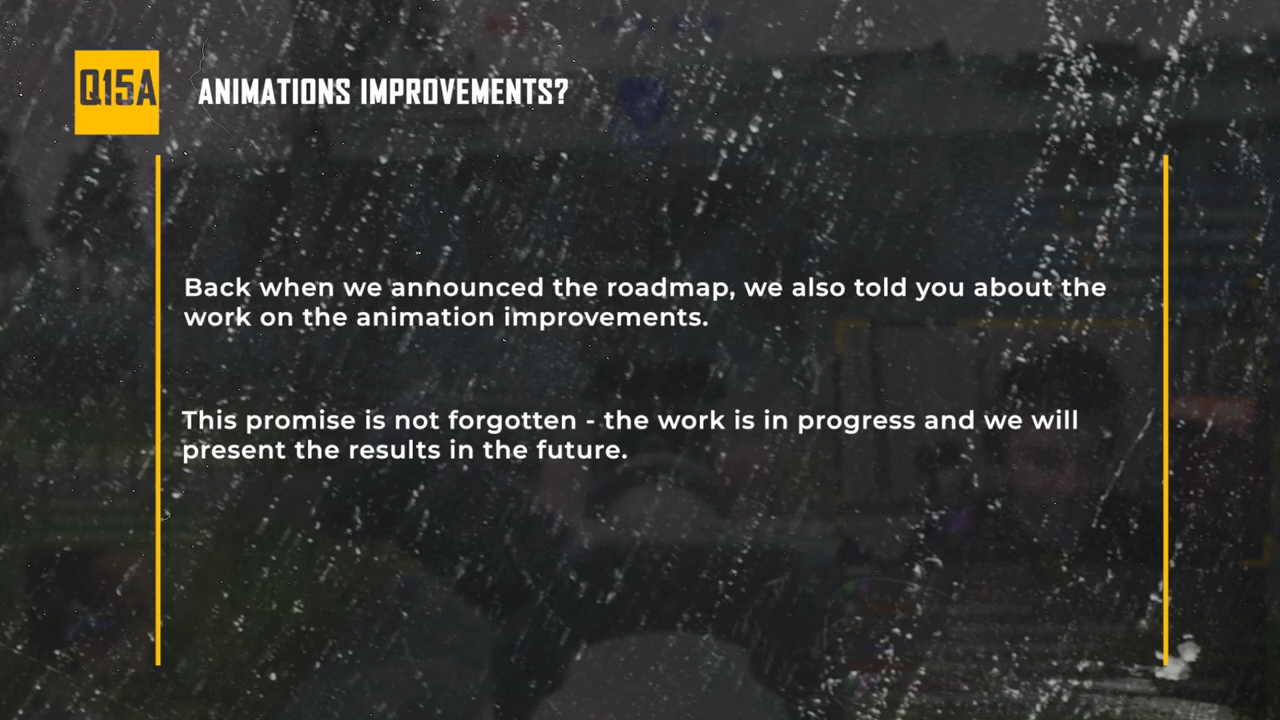 Q15A
ANIMATIONS IMPROVEMENTS?
Back when we announced the roadmap, we also told you about the
work on the animation improvements.
This promise is not forgotten - the work is in progress and we will
present the results in the future.